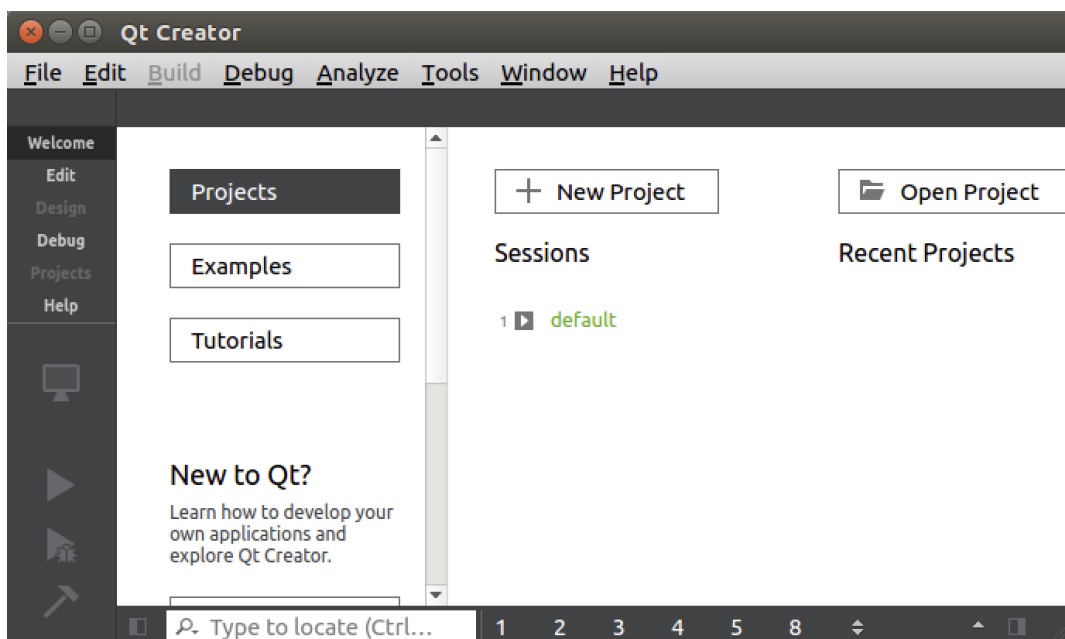 Qt Creator
File Edit Build Debug Analyze Tools Window Help
Welcome
Edit
Design
Debug
Projects
Help
Projects
Examples
Tutorials
New to Qt?
Learn how to develop your
own applications and
explore Qt Creator.
New Project
Sessions
1 default
Open Project
Recent Projects
Type to locate (Ctrl...
1 2 3 4 5 8